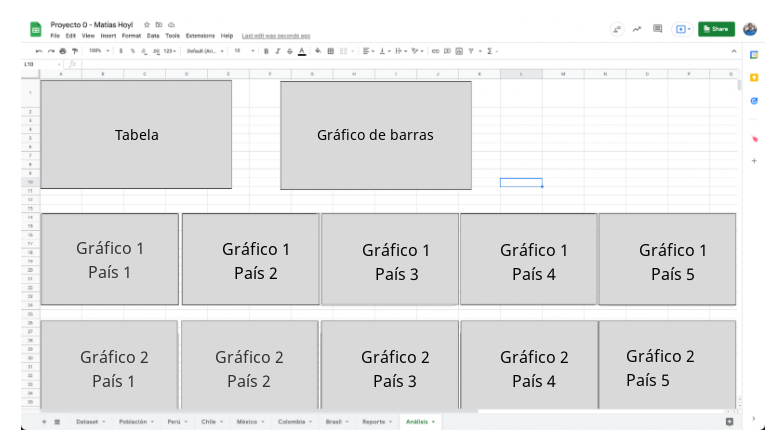 Proyecto 0 - Matias Hoyl
File Edit View Insert Format Data Tools Extensions Help Last edit was seconds ago
Share
100% $ % .0 .00 123 Default (Ari... 10 B I S A
L10 fx
A B C D E F G H I J K L M N O P Q
Tabela
Gráfico de barras
Gráfico 1
País 1
Gráfico 1
País 2
Gráfico 1
País 3
Gráfico 1
País 4
Gráfico 1
País 5
Gráfico 2
País 1
Gráfico 2
País 2
Gráfico 2
País 3
Gráfico 2
País 4
Gráfico 2
País 5
Dataset Población Perú Chile México Colombia Brasil Reporte Análisis